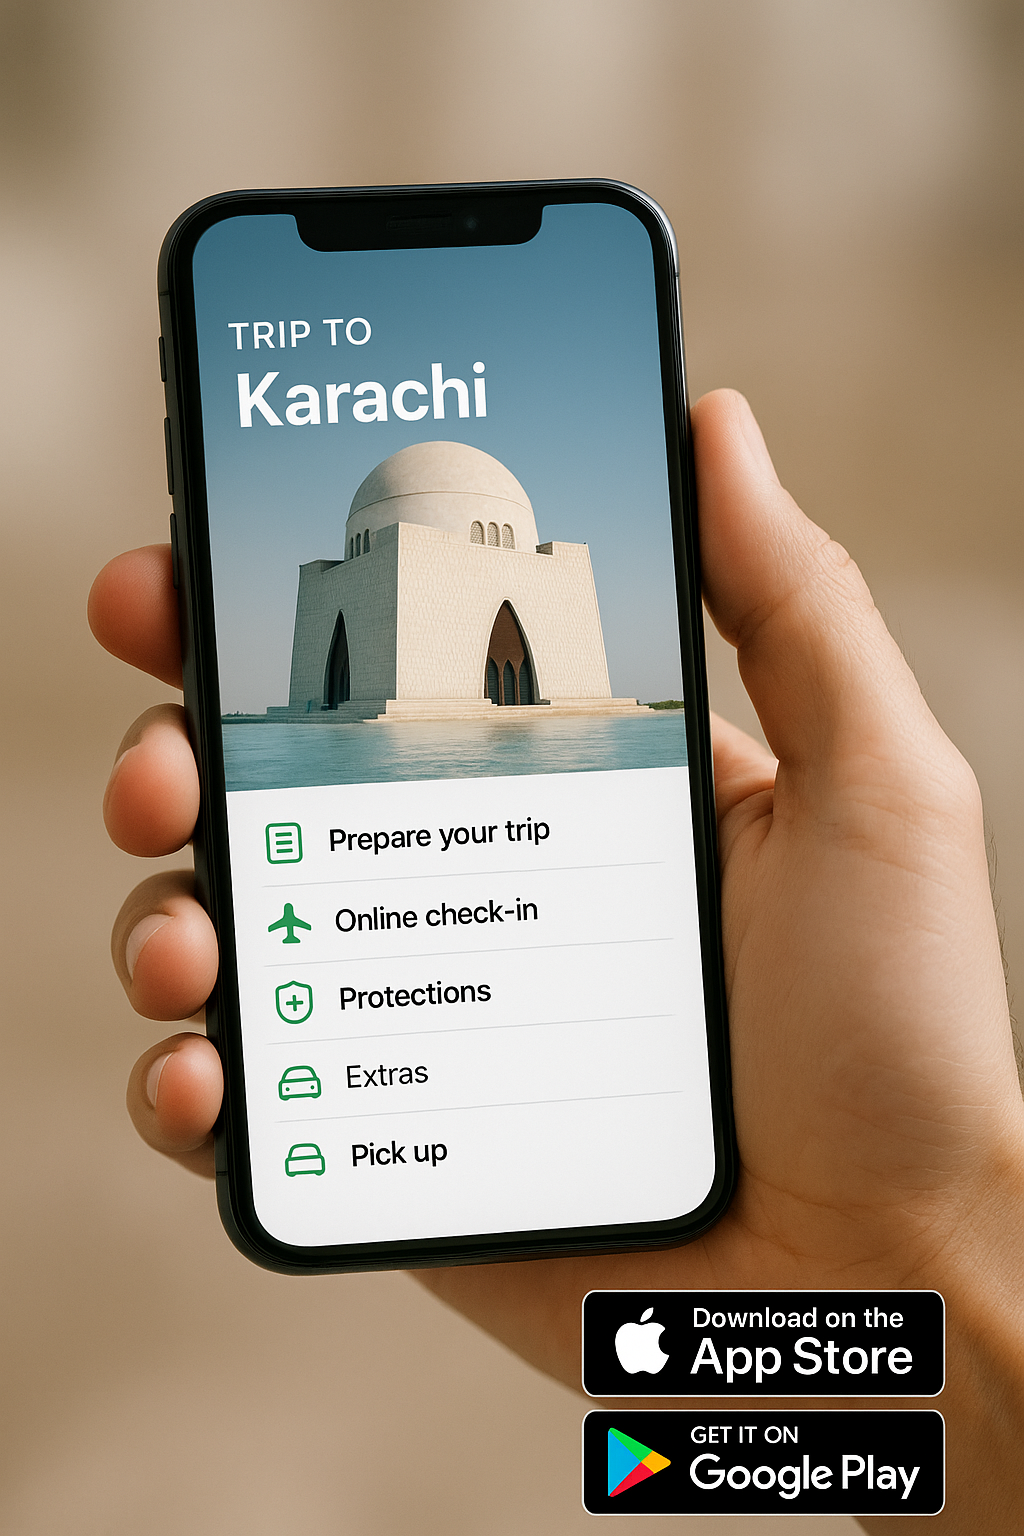 TRIP TO
Karachi
Prepare your trip
Online check-in
Protections
Extras
Pick up
Download on the
App Store
GET IT ON
Google Play